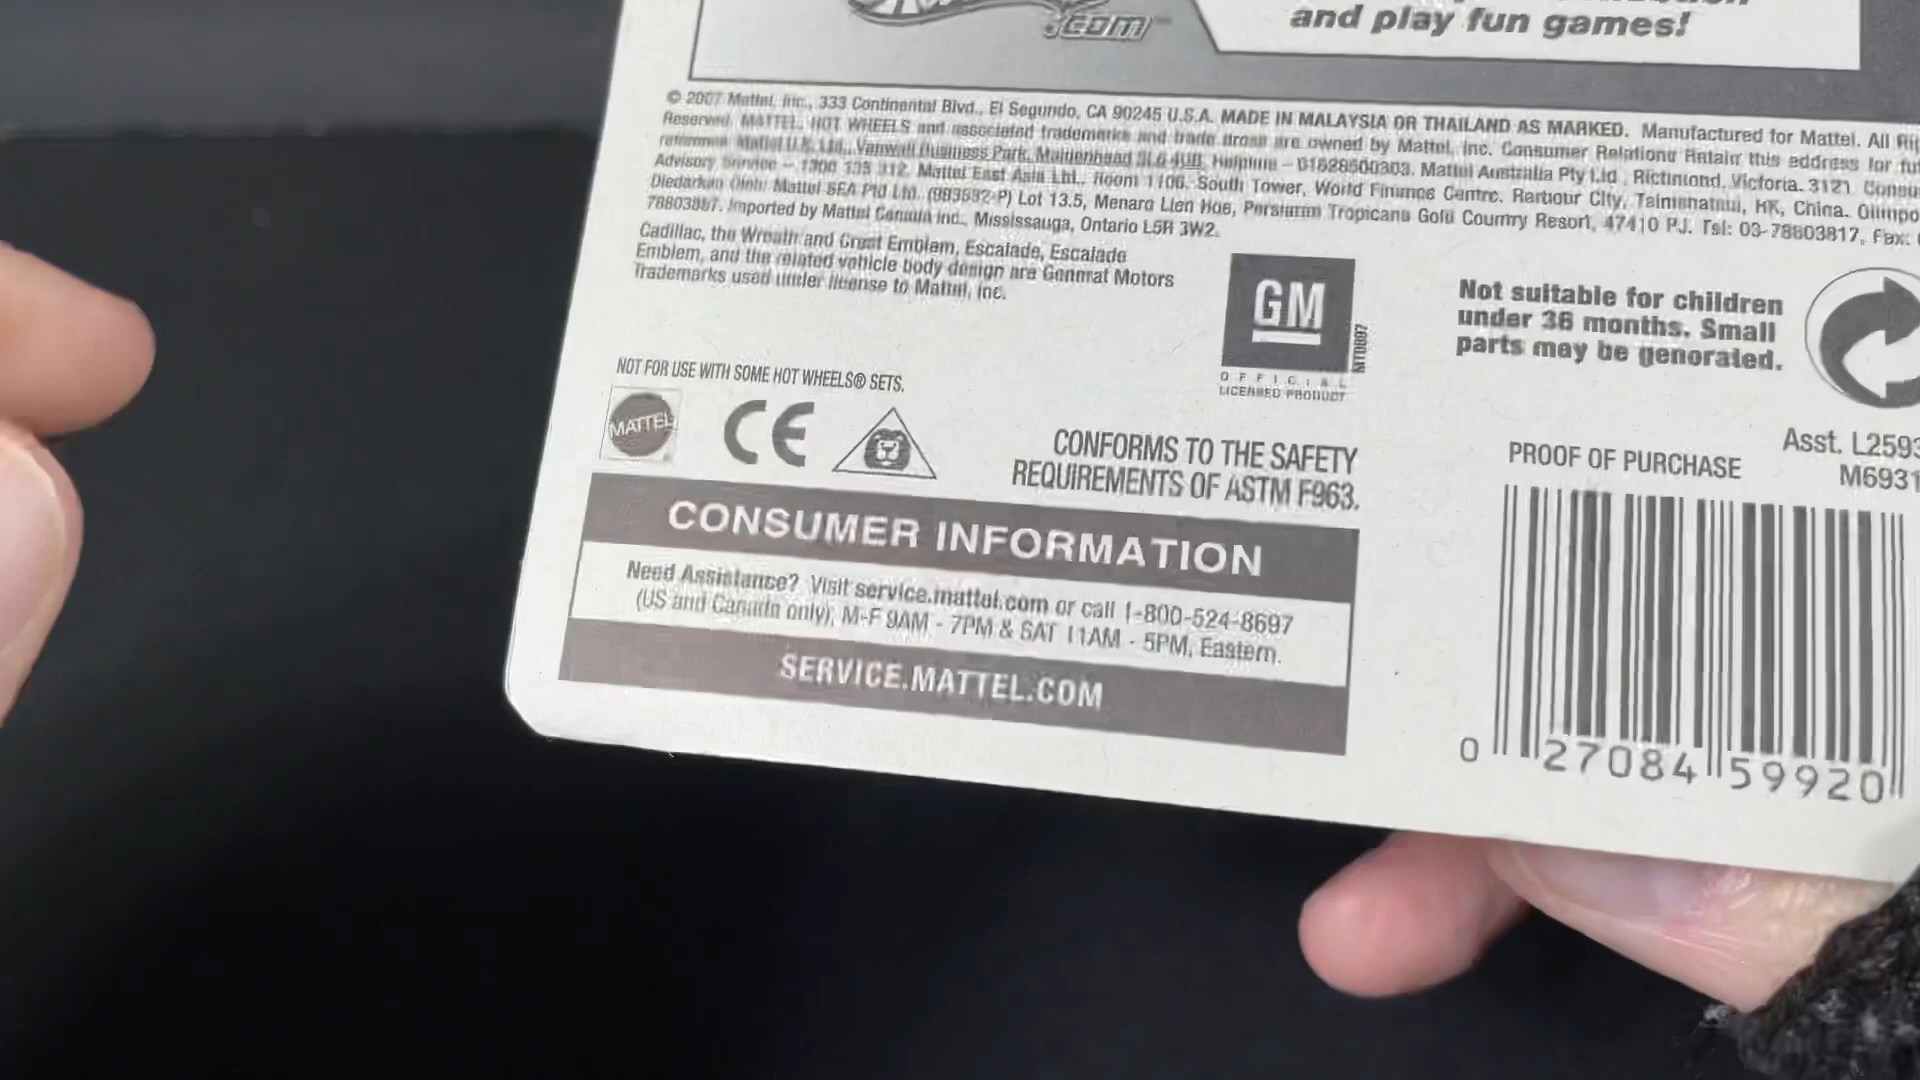 .com
and play fun games!
© 2007 Mattel, Inc., 333 Continental Blvd., El Segundo, CA 90245 U.S.A. MADE IN MALAYSIA OR THAILAND AS MARKED. Manufactured for Mattel. All
Reserved. MATTEL, HOT WHEELS and associated trademarks and trade dress are owned by Mattel, Inc. Consumer Relations Retain this address for
Mattel U.K. Ltd., Vanwall Business Park, Maidenhead SL6 4UB. Helpline - 01628500303. Mattel Australia Pty Ltd., Richmond, Victoria. 3121
Advisory Service - 1300 135 312. Mattel East Asia Ltd., Room 1106, South Tower, World Finance Centre, Harbour City, Tsimshatsui, HK, China.
Mattel SEA Ptd Ltd. (993532-P) Lot 13.5, Menara Lien Hoe, Persiaran Tropicana Golf Country Resort, 47410 PJ. Tel: 03-78803817, Fax:
78803867. Imported by Mattel Canada Inc., Mississauga, Ontario L5R 3W2.
Cadillac, the Wreath and Crest Emblem, Escalade, Escalade
Emblem, and the related vehicle body design are General Motors
Trademarks used under license to Mattel, Inc.
GM
OFFICIAL
LICENSED PRODUCT
Not suitable for children
under 36 months. Small
parts may be generated.
NOT FOR USE WITH SOME HOT WHEELS® SETS.
MATTEL
CE
CONFORMS TO THE SAFETY
REQUIREMENTS OF ASTM F963.
PROOF OF PURCHASE
Asst. L2593
M6931
CONSUMER INFORMATION
Need Assistance? Visit service.mattel.com or call 1-800-524-8697
(US and Canada only), M-F 9AM - 7PM & SAT 11AM - 5PM, Eastern.
SERVICE.MATTEL.COM
0 27084 59920